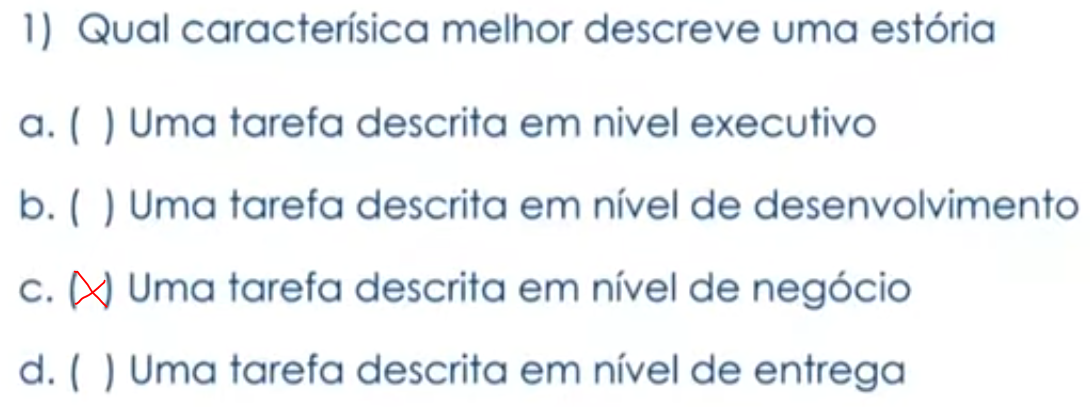 1) Qual caracterísica melhor descreve uma estória
a. ( ) Uma tarefa descrita em nivel executivo
b. ( ) Uma tarefa descrita em nível de desenvolvimento
c. (X) Uma tarefa descrita em nível de negócio
d. ( ) Uma tarefa descrita em nível de entrega